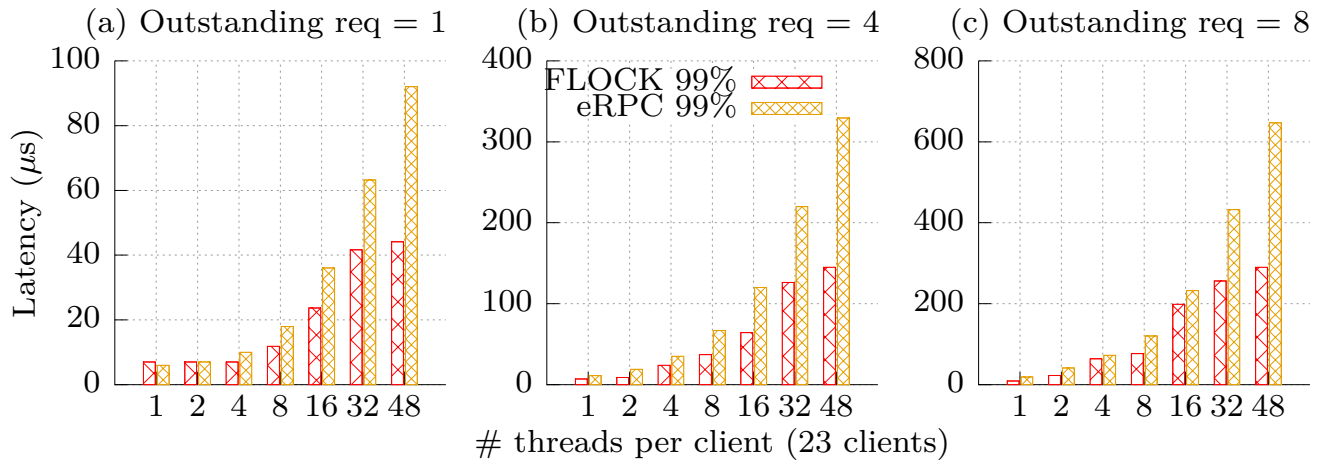 (a) Outstanding req = 1
(b) Outstanding req = 4
(c) Outstanding req = 8
Latency (μs)
100
80
60
40
20
0
1 2 4 8 16 32 48
400
300
200
100
0
FLOCK 99%
eRPC 99%
1 2 4 8 16 32 48
800
600
400
200
0
1 2 4 8 16 32 48
# threads per client (23 clients)